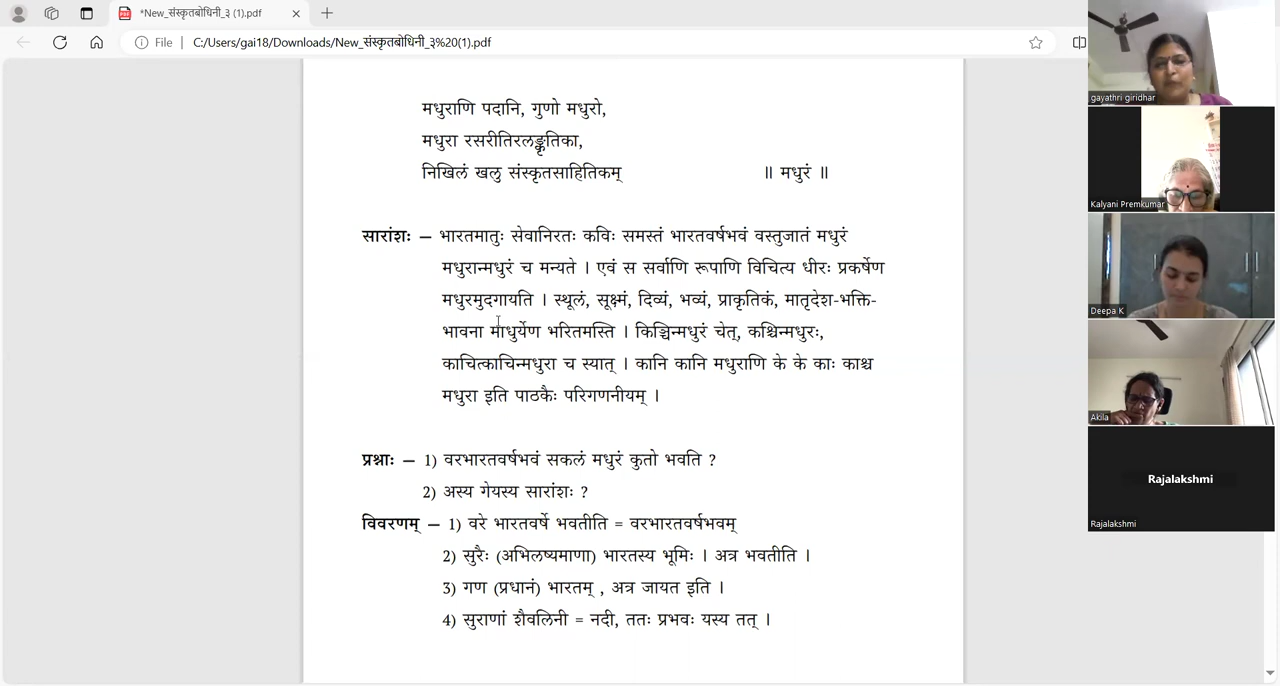 *New_संस्कृतबोधिनी_३ (1).pdf
File | C:/Users/gai18/Downloads/New_संस्कृतबोधिनी_३%20(1).pdf
मधुराणि पदानि, गुणो मधुरो,
मधुरा रसरीतिरलङ्कृतिका,
निखिलं खलु संस्कृतसाहितिकम् ॥ मधुरं ॥
सारांशः – भारतमातुः सेवानिरतः कविः समस्तं भारतवर्षभवं वस्तुजातं मधुरं
मधुरान्मधुरं च मन्यते । एवं स सर्वाणि रूपाणि विचित्य धीरः प्रकर्षेण
मधुरमुदगायति । स्थूलं, सूक्ष्मं, दिव्यं, भव्यं, प्राकृतिकं, मातृदेश-भक्ति-
भावना माधुर्येण भरितमस्ति । किञ्चिन्मधुरं चेत्, कश्चिन्मधुरः,
काचित्काचिन्मधुरा च स्यात् । कानि कानि मधुराणि के के काः काश्च
मधुरा इति पाठकैः परिगणनीयम् ।
प्रश्नाः – 1) वरभारतवर्षभवं सकलं मधुरं कुतो भवति ?
2) अस्य गेयस्य सारांशः ?
विवरणम् – 1) वरे भारतवर्षे भवतीति = वरभारतवर्षभवम्
2) सुरैः (अभिलष्यमाणा) भारतस्य भूमिः । अत्र भवतीति ।
3) गण (प्रधानं) भारतम् , अत्र जायत इति ।
4) सुराणां शैवलिनी = नदी, ततः प्रभवः यस्य तत् ।
gayathri giridhar
Kalyani Premkumar
Deepa K
Akila
Rajalakshmi
Rajalakshmi